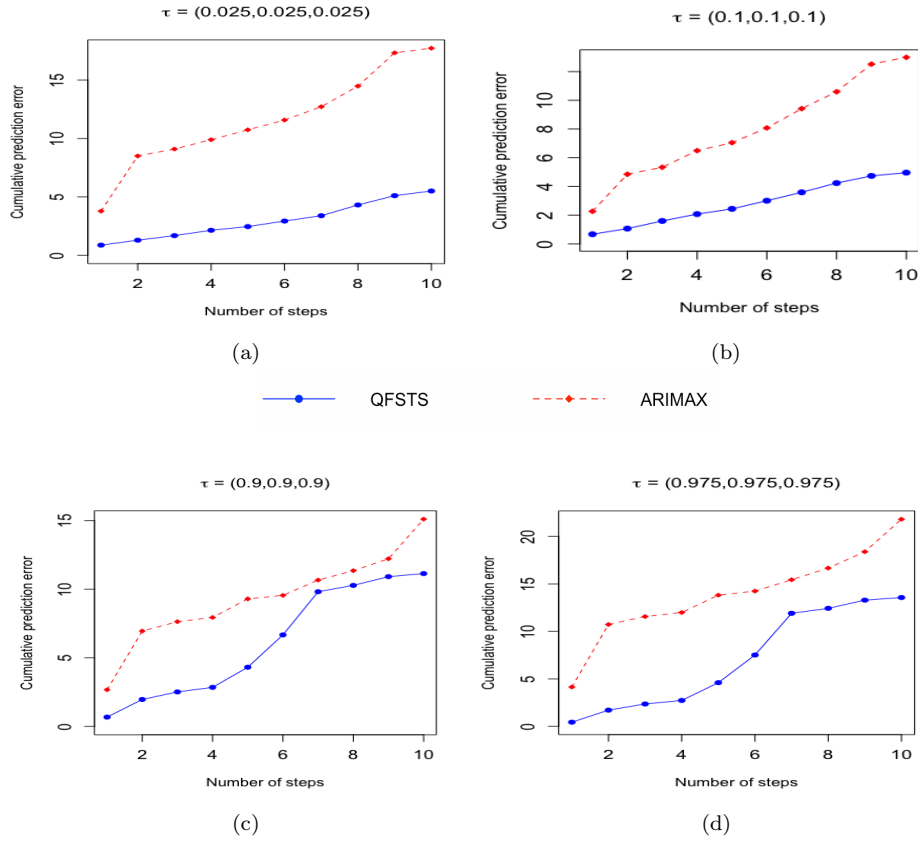 τ = (0.025,0.025,0.025)
Cumulative prediction error
15
10
5
0
2 4 6 8 10
Number of steps
(a)
τ = (0.1,0.1,0.1)
Cumulative prediction error
12
8
6
4
2
0
2 4 6 8 10
Number of steps
(b)
QFSTS ARIMAX
τ = (0.9,0.9,0.9)
Cumulative prediction error
15
10
5
0
2 4 6 8 10
Number of steps
(c)
τ = (0.975,0.975,0.975)
Cumulative prediction error
20
15
10
5
0
2 4 6 8 10
Number of steps
(d)